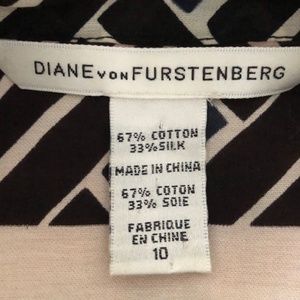 DIANE VON FURSTENBERG
67% COTTON
33% SILK
MADE IN CHINA
67% COTON
33% SOIE
FABRIQUE
EN CHINE
10